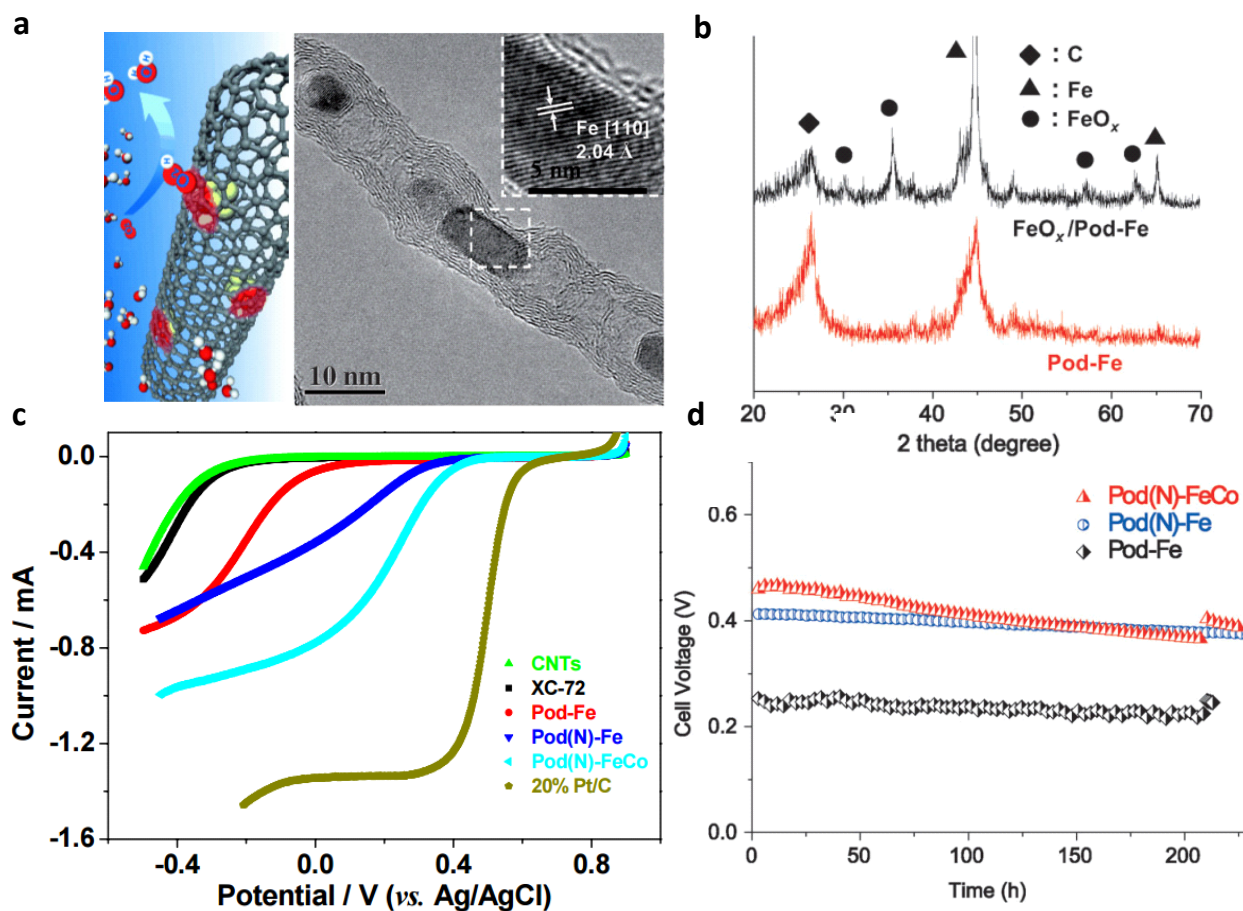 a
H H
H
H
Fe [110]
2.04 Å
5 nm
10 nm
b
: C
: Fe
: FeOₓ
FeOₓ/Pod-Fe
Pod-Fe
20 30 40 50 60 70
2 theta (degree)
c
0.0
-0.4
-0.8
-1.2
-1.6
Current / mA
CNTs
XC-72
Pod-Fe
Pod(N)-Fe
Pod(N)-FeCo
20% Pt/C
-0.4 0.0 0.4 0.8
Potential / V (vs. Ag/AgCl)
d
0.6
0.4
0.2
0.0
Cell Voltage (V)
Pod(N)-FeCo
Pod(N)-Fe
Pod-Fe
0 50 100 150 200
Time (h)